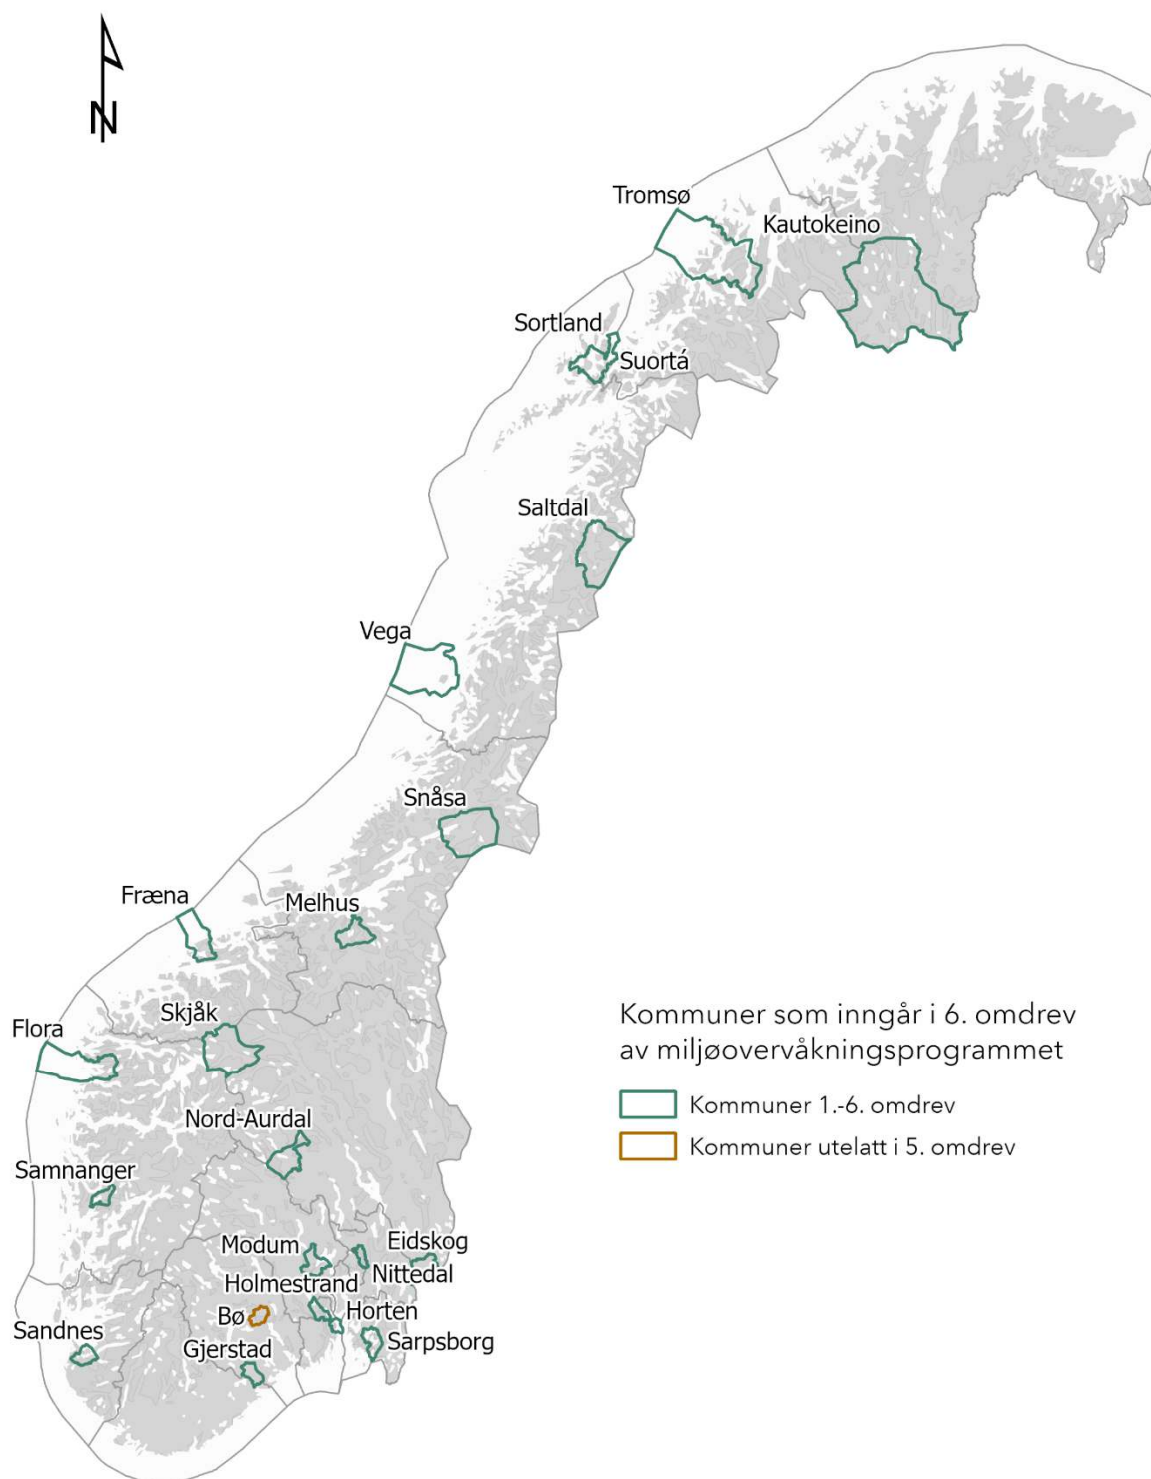 N
Tromsø
Kautokeino
Sortland
Suortá
Saltdal
Vega
Snåsa
Fræna
Melhus
Skjåk
Flora
Nord-Aurdal
Samnanger
Modum
Eidskog
Nittedal
Holmestrand
Horten
Bø
Sandnes
Gjerstad
Sarpsborg
Kommuner som inngår i 6. omdrev
av miljøovervåkningsprogrammet
Kommuner 1.-6. omdrev
Kommuner utelatt i 5. omdrev